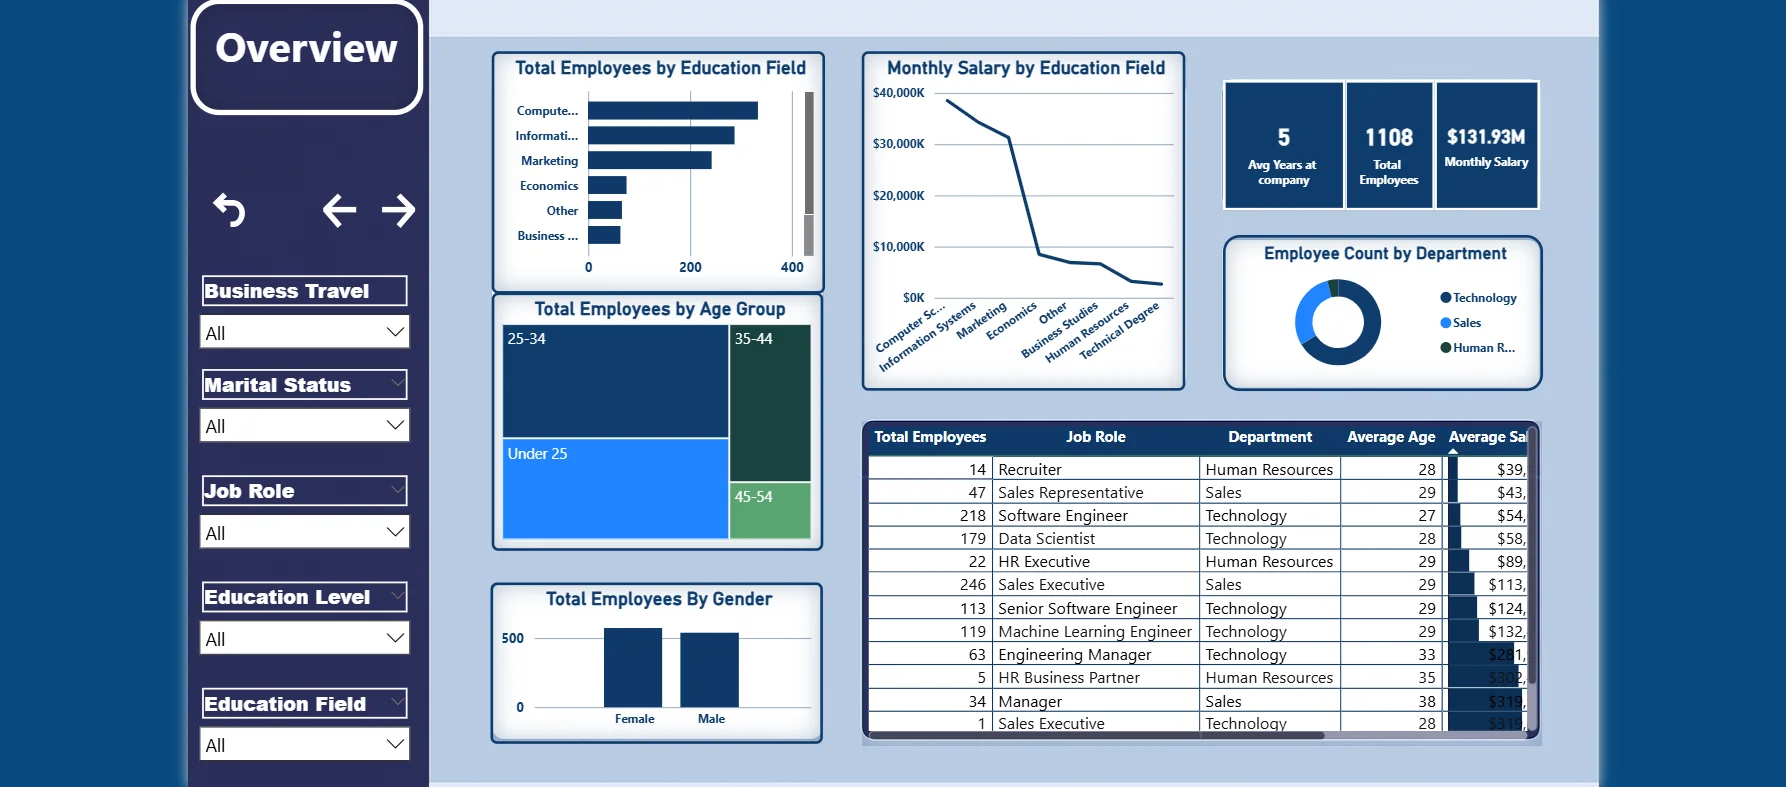 Overview
Business Travel
All
Marital Status
All
Job Role
All
Education Level
All
Education Field
All
Total Employees by Education Field
Compute...
Informati...
Marketing
Economics
Other
Business ...
0 200 400
Total Employees by Age Group
25-34
35-44
Under 25
45-54
Total Employees By Gender
500
0
Female Male
Monthly Salary by Education Field
$40,000K
$30,000K
$20,000K
$10,000K
$0K
Computer Sc...
Information Systems
Marketing
Economics
Other
Business Studies
Human Resources
Technical Degree
5
Avg Years at
company
1108
Total
Employees
$131.93M
Monthly Salary
Employee Count by Department
Technology
Sales
Human R...
Total Employees Job Role Department Average Age Average Sal
14 Recruiter Human Resources 28 $39,
47 Sales Representative Sales 29 $43,
218 Software Engineer Technology 27 $54,
179 Data Scientist Technology 28 $58,
22 HR Executive Human Resources 29 $89,
246 Sales Executive Sales 29 $113,
113 Senior Software Engineer Technology 29 $124,
119 Machine Learning Engineer Technology 29 $132,
63 Engineering Manager Technology 33 $281,
5 HR Business Partner Human Resources 35 $302,
34 Manager Sales 38 $319,
1 Sales Executive Technology 28 $319,